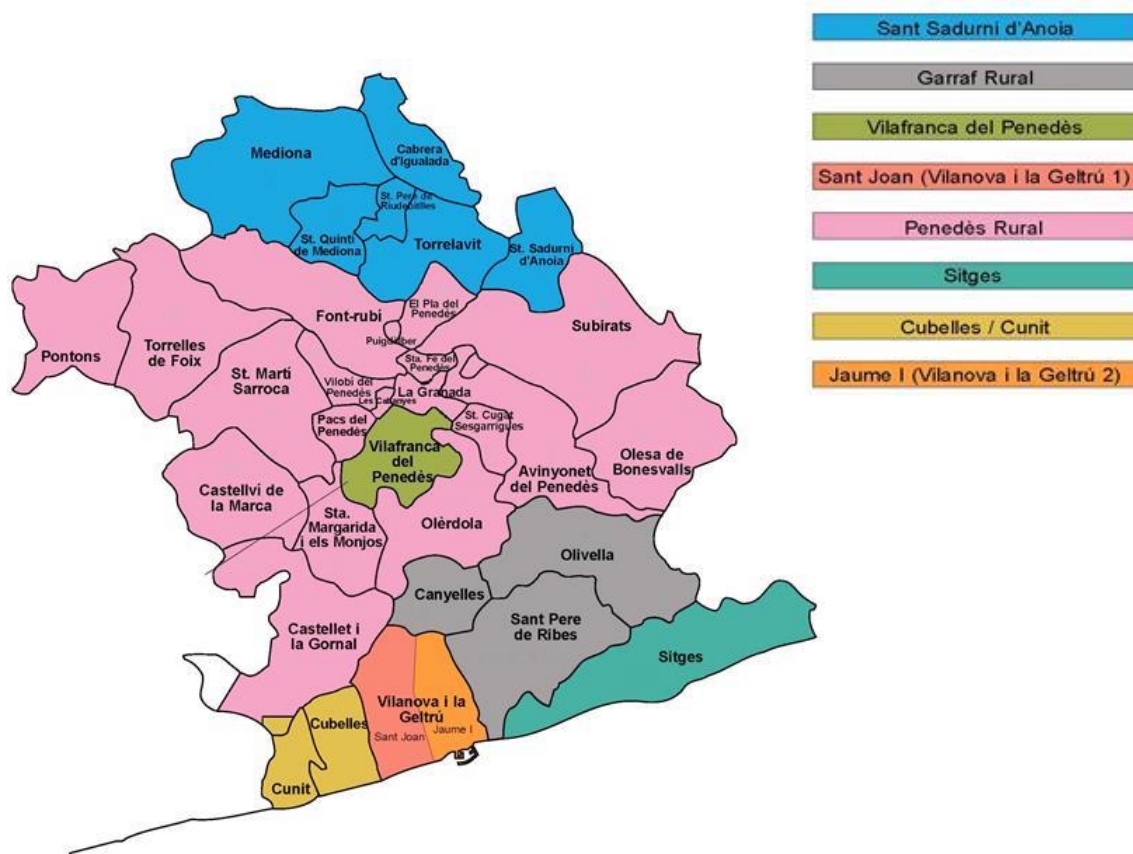 Sant Sadurni d'Anoia
Garraf Rural
Vilafranca del Penedès
Sant Joan (Vilanova i la Geltrú 1)
Penedès Rural
Sitges
Cubelles / Cunit
Jaume I (Vilanova i la Geltrú 2)
Mediona
Cabrera
d'Igualada
St. Pere de
St. Quintí
de Mediona
Torrelavit
St. Sadurní
d'Anoia
El Pla del
Penedès
Font-rubí
Subirats
Pontons
Torrelles
de Foix
St. Martí
Sarroca
Sta. Fe del
Penedès
Vilobí del
Penedès
La Granada
Les
Pacs del
Penedès
St. Cugat
Sesgarrigues
Vilafranca
del
Penedès
Avinyonet
del Penedès
Olesa de
Bonesvalls
Castellví de
la Marca
Sta.
Margarida
i els Monjos
Olèrdola
Olivella
Canyelles
Sant Pere
de Ribes
Castellet i
la Gornal
Sitges
Vilanova i la
Geltrú
Sant Joan
Jaume I
Cubelles
Cunit